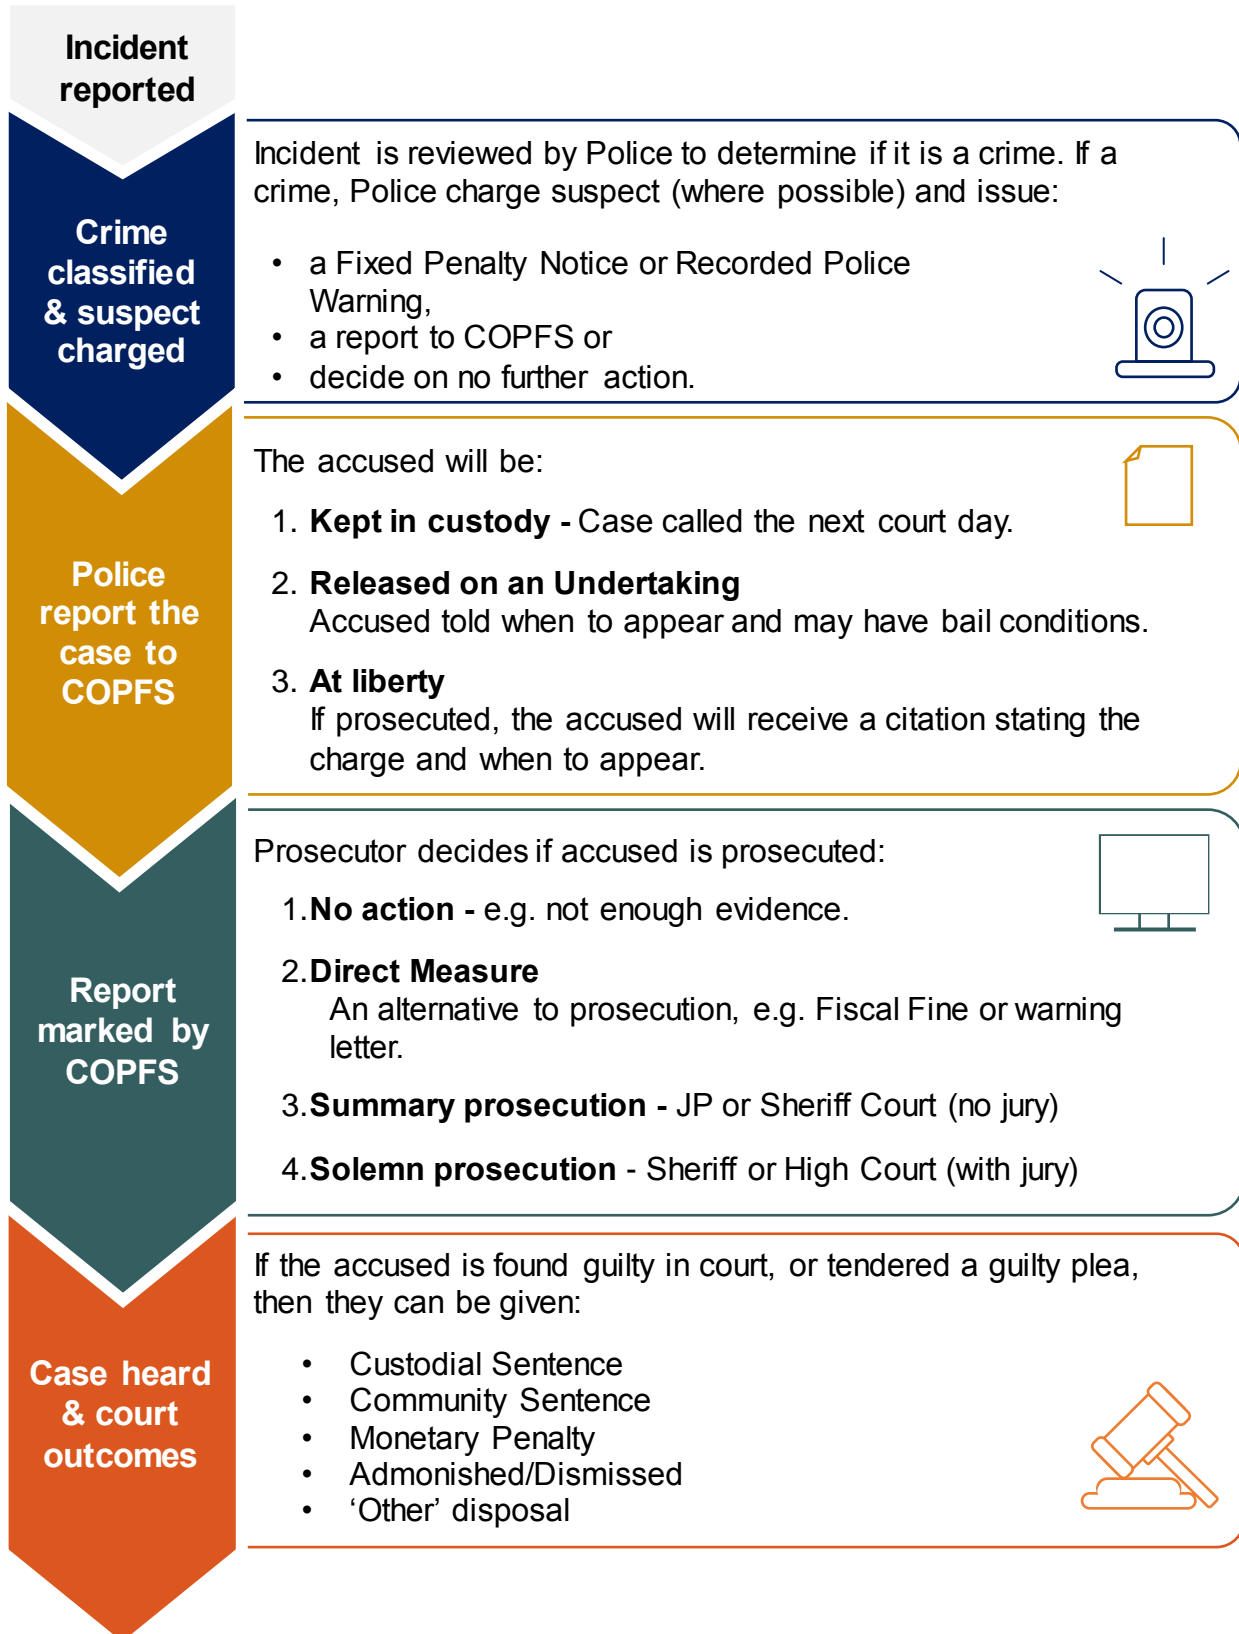 Incident
reported
Crime
classified
& suspect
charged
Incident is reviewed by Police to determine if it is a crime. If a
crime, Police charge suspect (where possible) and issue:
• a Fixed Penalty Notice or Recorded Police
Warning,
• a report to COPFS or
• decide on no further action.
Police
report the
case to
COPFS
The accused will be:
1. Kept in custody - Case called the next court day.
2. Released on an Undertaking
Accused told when to appear and may have bail conditions.
3. At liberty
If prosecuted, the accused will receive a citation stating the
charge and when to appear.
Report
marked by
COPFS
Prosecutor decides if accused is prosecuted:
1. No action - e.g. not enough evidence.
2. Direct Measure
An alternative to prosecution, e.g. Fiscal Fine or warning
letter.
3. Summary prosecution - JP or Sheriff Court (no jury)
4. Solemn prosecution - Sheriff or High Court (with jury)
Case heard
& court
outcomes
If the accused is found guilty in court, or tendered a guilty plea,
then they can be given:
• Custodial Sentence
• Community Sentence
• Monetary Penalty
• Admonished/Dismissed
• ‘Other’ disposal